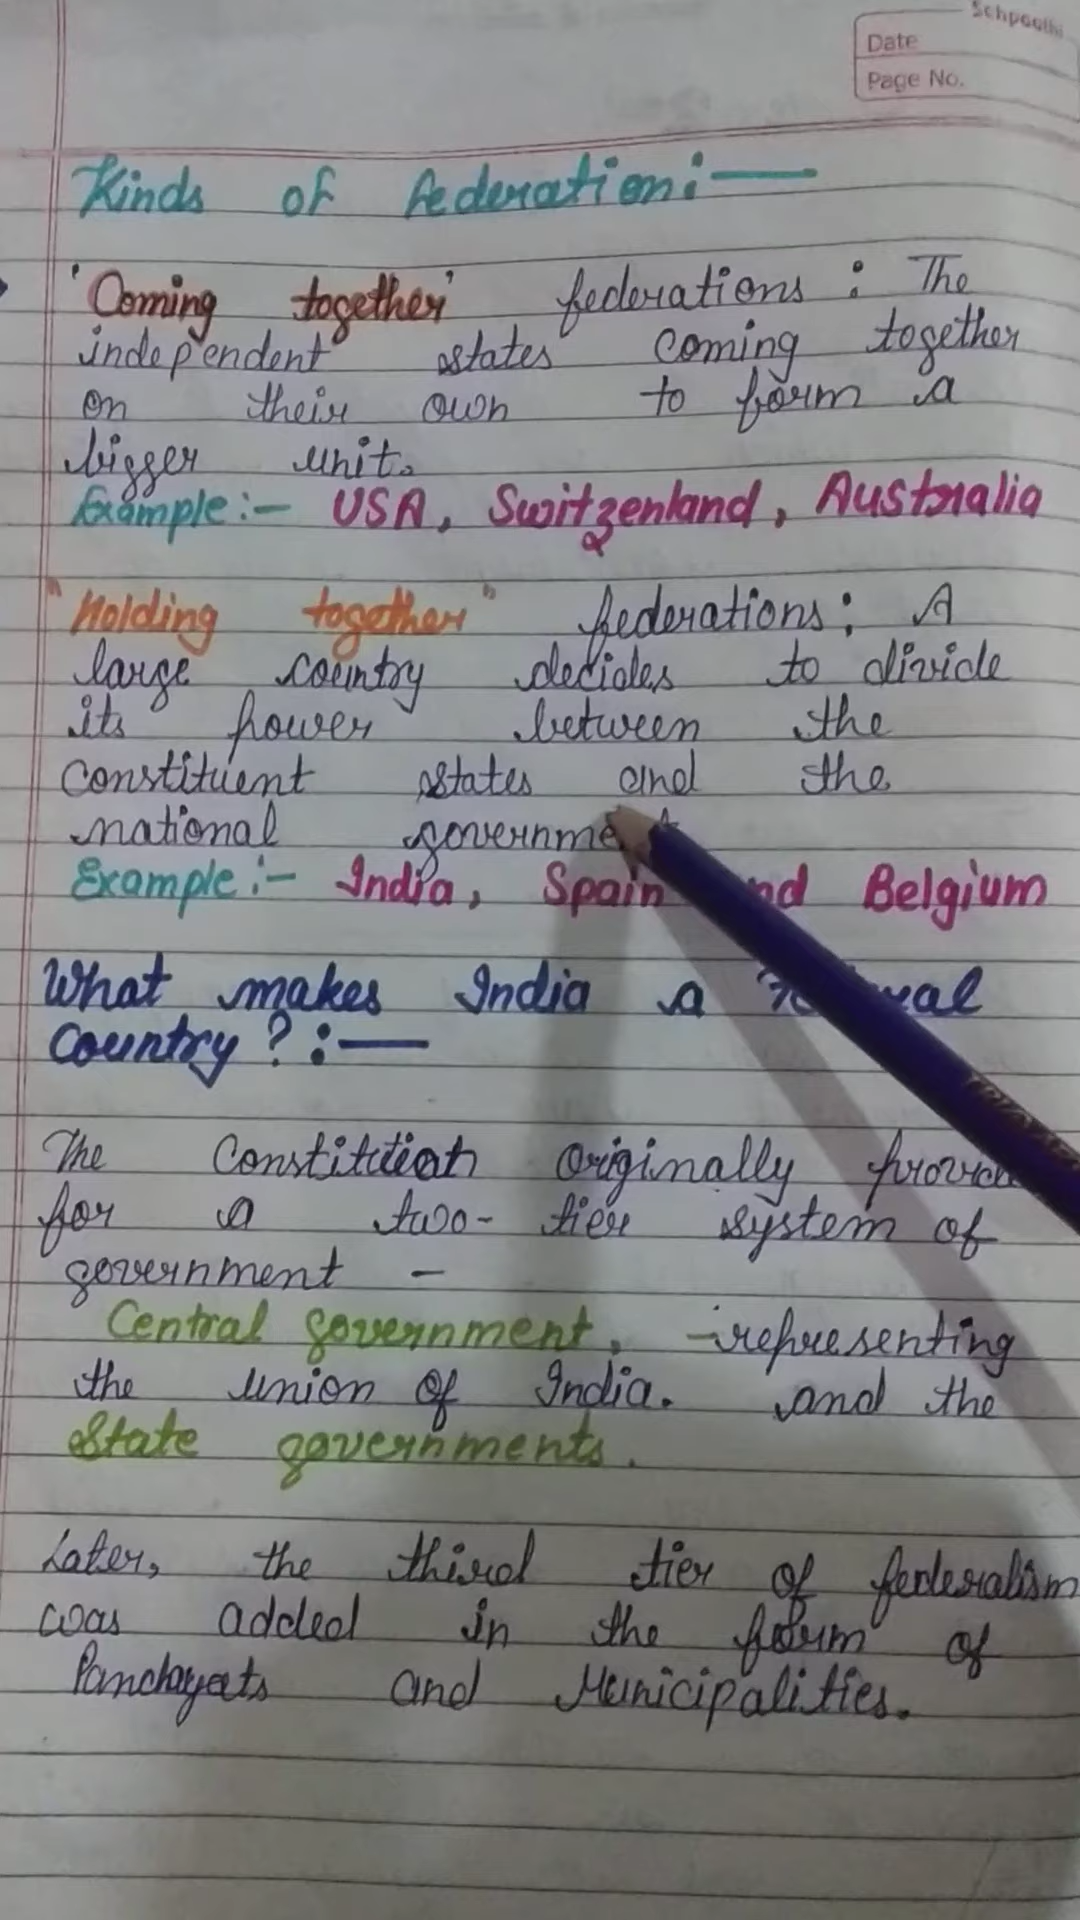 Schpoolhi
Date
Page No.
Kinds of federation:—
'Coming together' federations : The
independent states coming together
on their own to form a
bigger unit.
Example:- USA, Switzenland, Australia
"Holding together" federations: A
large country decides to divide
its power between the
constituent states and the
national
Example:- India, Spain Belgium
What makes India a
Country? :—
The Constitution originally
for a two-tier system of
government -
Central government, -representing
the union of India. and the
State governments.
Later, the third tier of federalism
was added in the form of
Panchayats and Municipalities.